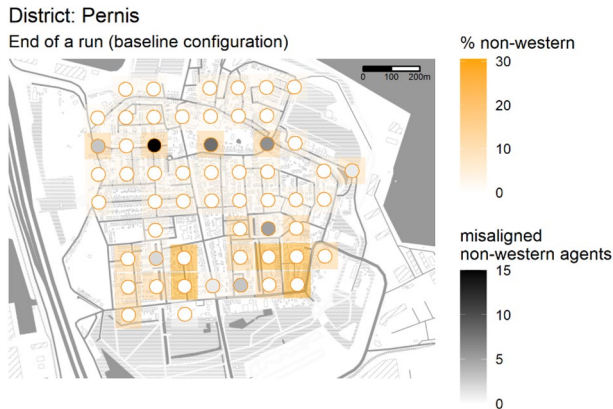 District: Pernis
End of a run (baseline configuration)
0 100 200m
% non-western
30
20
10
0
misaligned
non-western agents
15
10
5
0